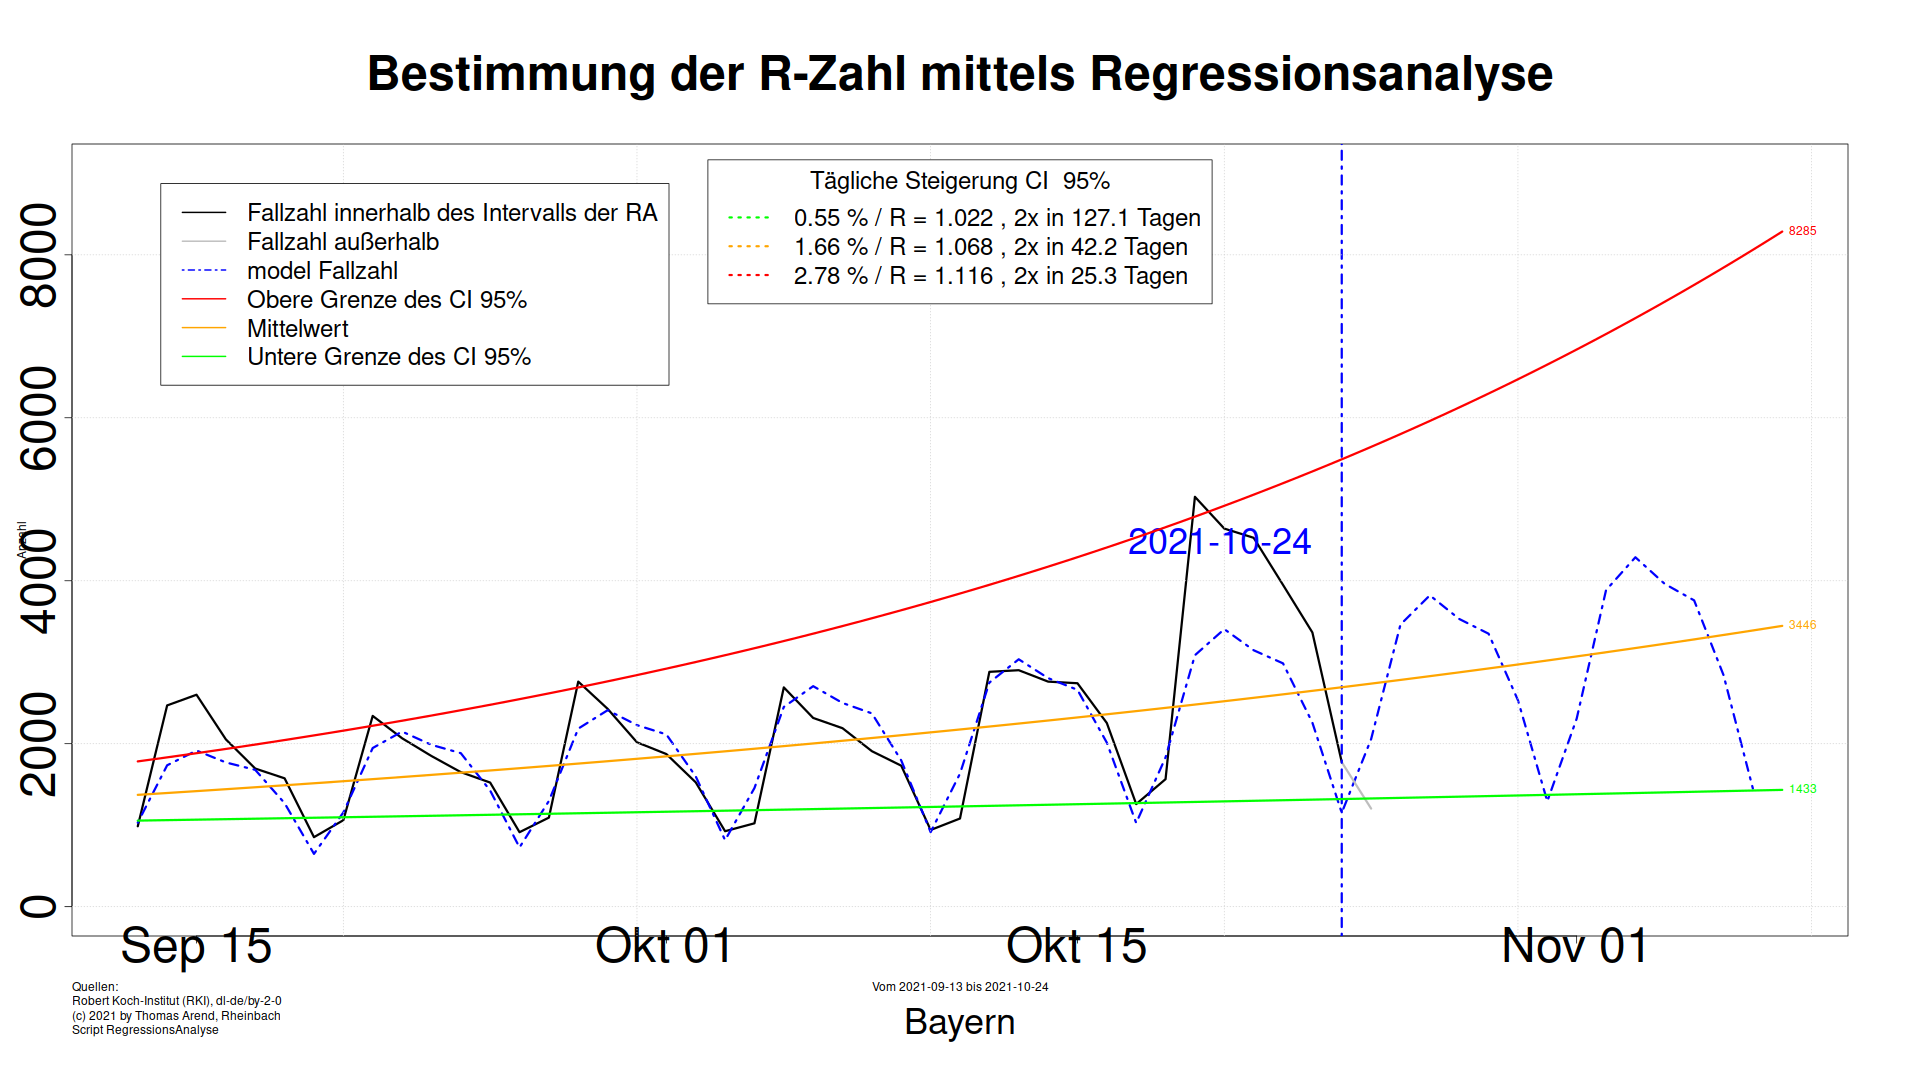 Bestimmung der R-Zahl mittels Regressionsanalyse
Fallzahl innerhalb des Intervalls der RA
Fallzahl außerhalb
model Fallzahl
Obere Grenze des CI 95%
Mittelwert
Untere Grenze des CI 95%
Tägliche Steigerung CI  95%
0.55 % / R = 1.022 , 2x in 127.1 Tagen
1.66 % / R = 1.068 , 2x in 42.2 Tagen
2.78 % / R = 1.116 , 2x in 25.3 Tagen
8000
6000
4000
2000
0
Anzahl
2021-10-24
8285
3446
1433
Sep 15
Okt 01
Okt 15
Nov 01
Quellen:
Robert Koch-Institut (RKI), dl-de/by-2-0
(c) 2021 by Thomas Arend, Rheinbach
Script RegressionsAnalyse
Vom 2021-09-13 bis 2021-10-24
Bayern